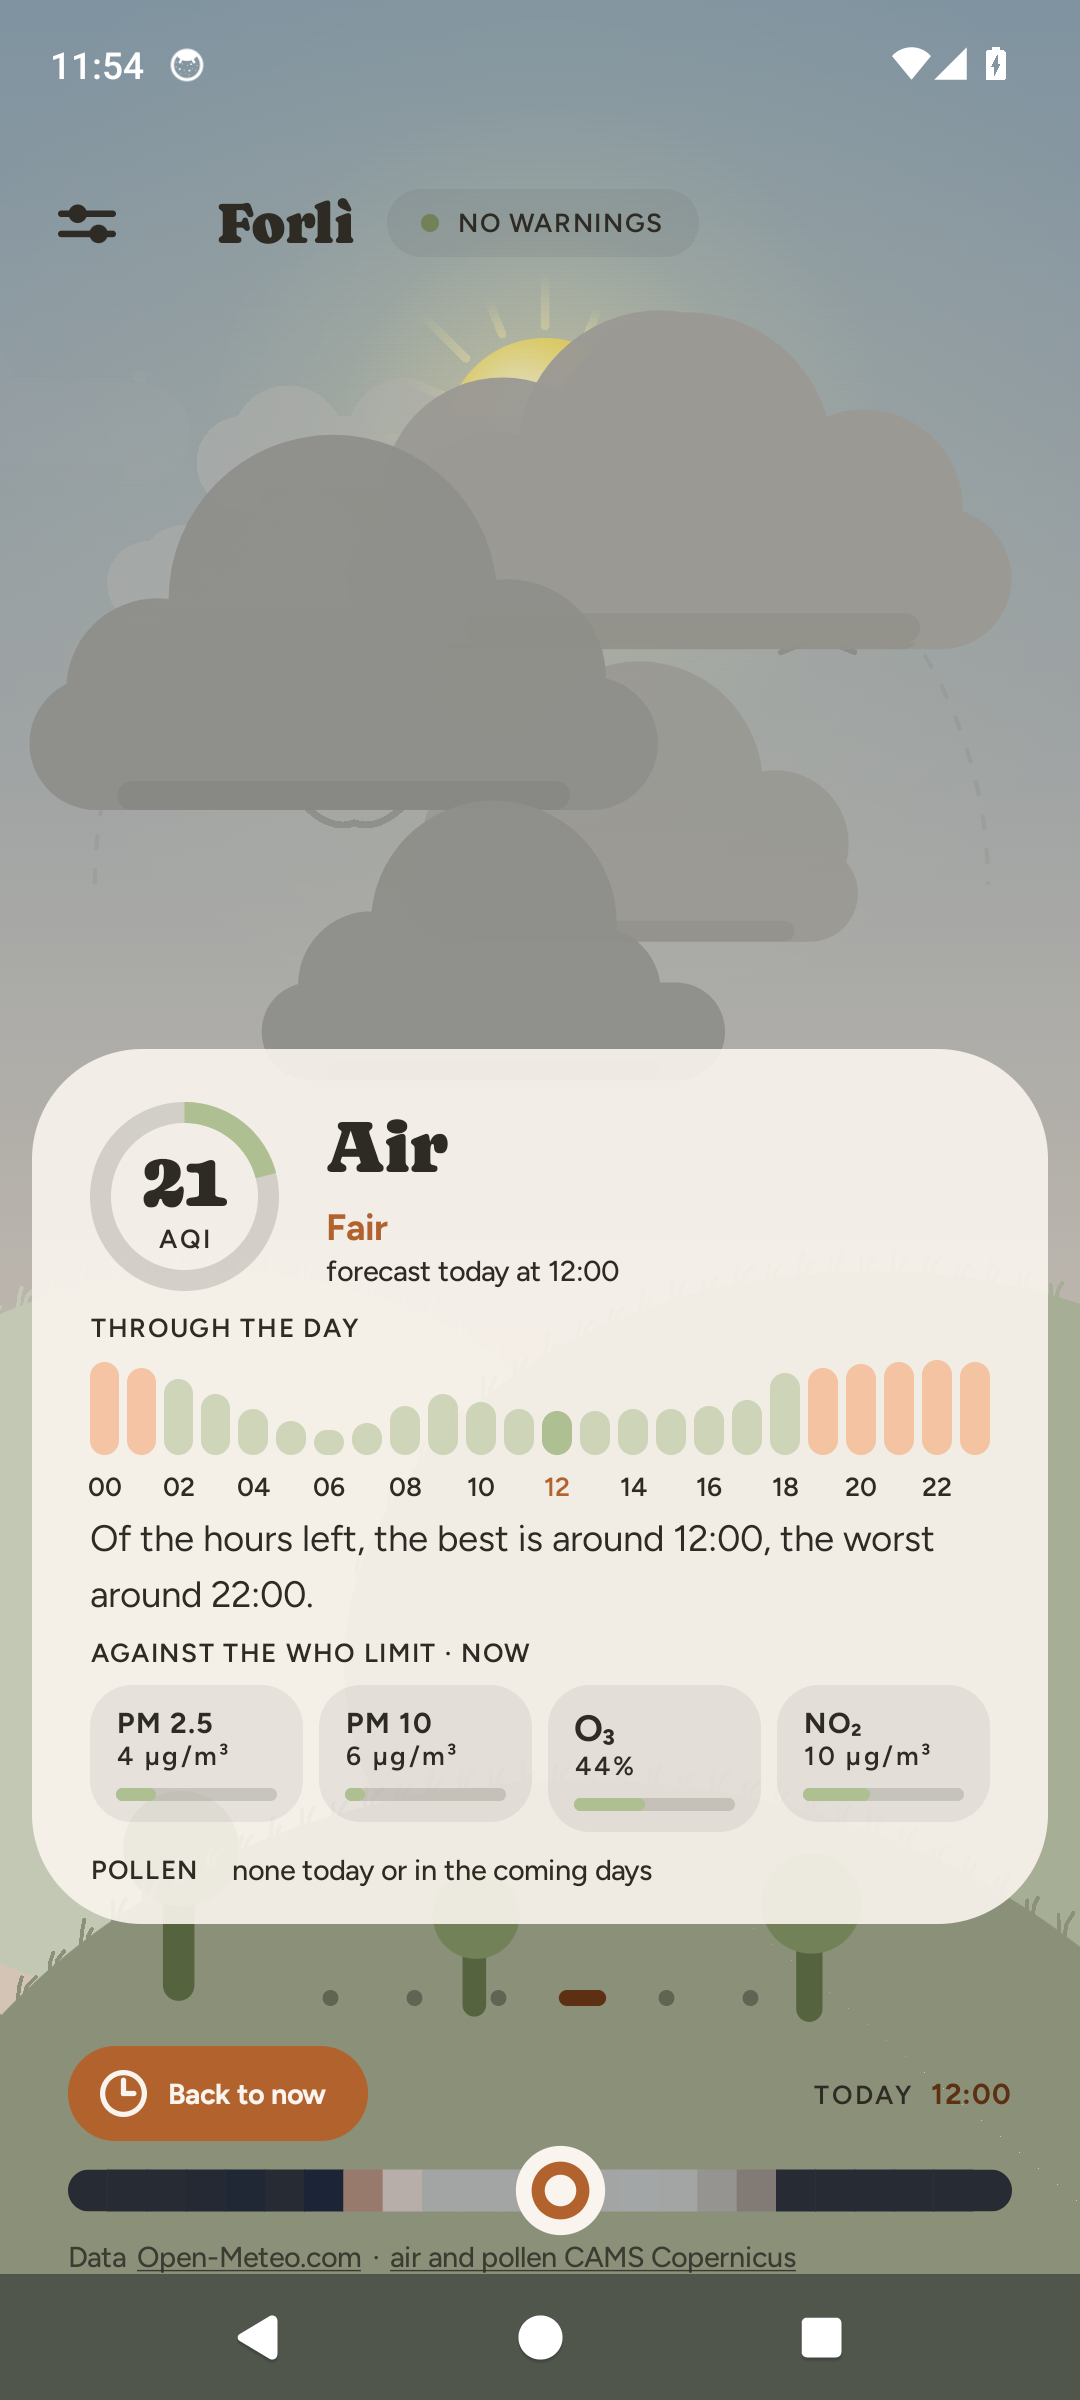 11:54
Forlì
NO WARNINGS
21
AQI
Air
Fair
forecast today at 12:00
THROUGH THE DAY
00 02 04 06 08 10 12 14 16 18 20 22
Of the hours left, the best is around 12:00, the worst
around 22:00.
AGAINST THE WHO LIMIT · NOW
PM 2.5
4 µg/m³
PM 10
6 µg/m³
O₃
44%
NO₂
10 µg/m³
POLLEN none today or in the coming days
Back to now
TODAY 12:00
Data Open-Meteo.com · air and pollen CAMS Copernicus